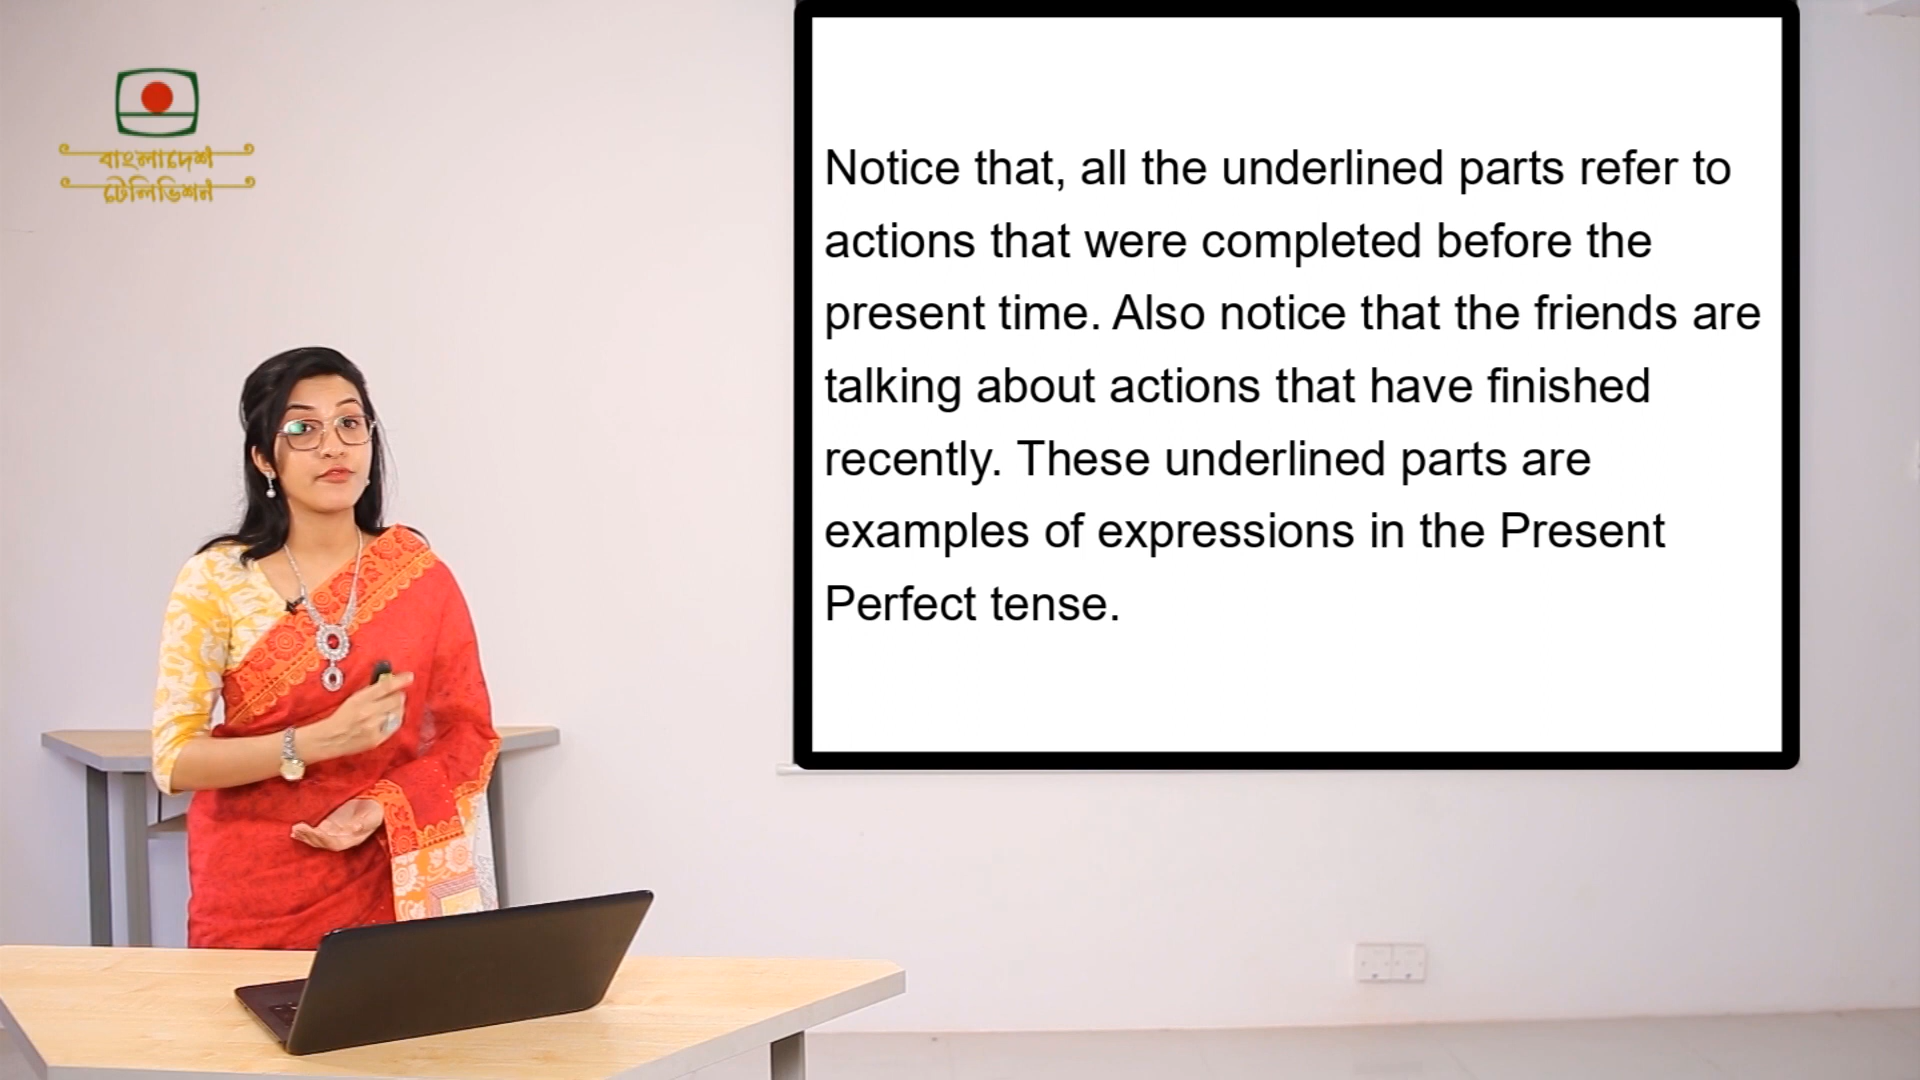 বাংলাদেশ
টেলিভিশন
Notice that, all the underlined parts refer to
actions that were completed before the
present time. Also notice that the friends are
talking about actions that have finished
recently. These underlined parts are
examples of expressions in the Present
Perfect tense.